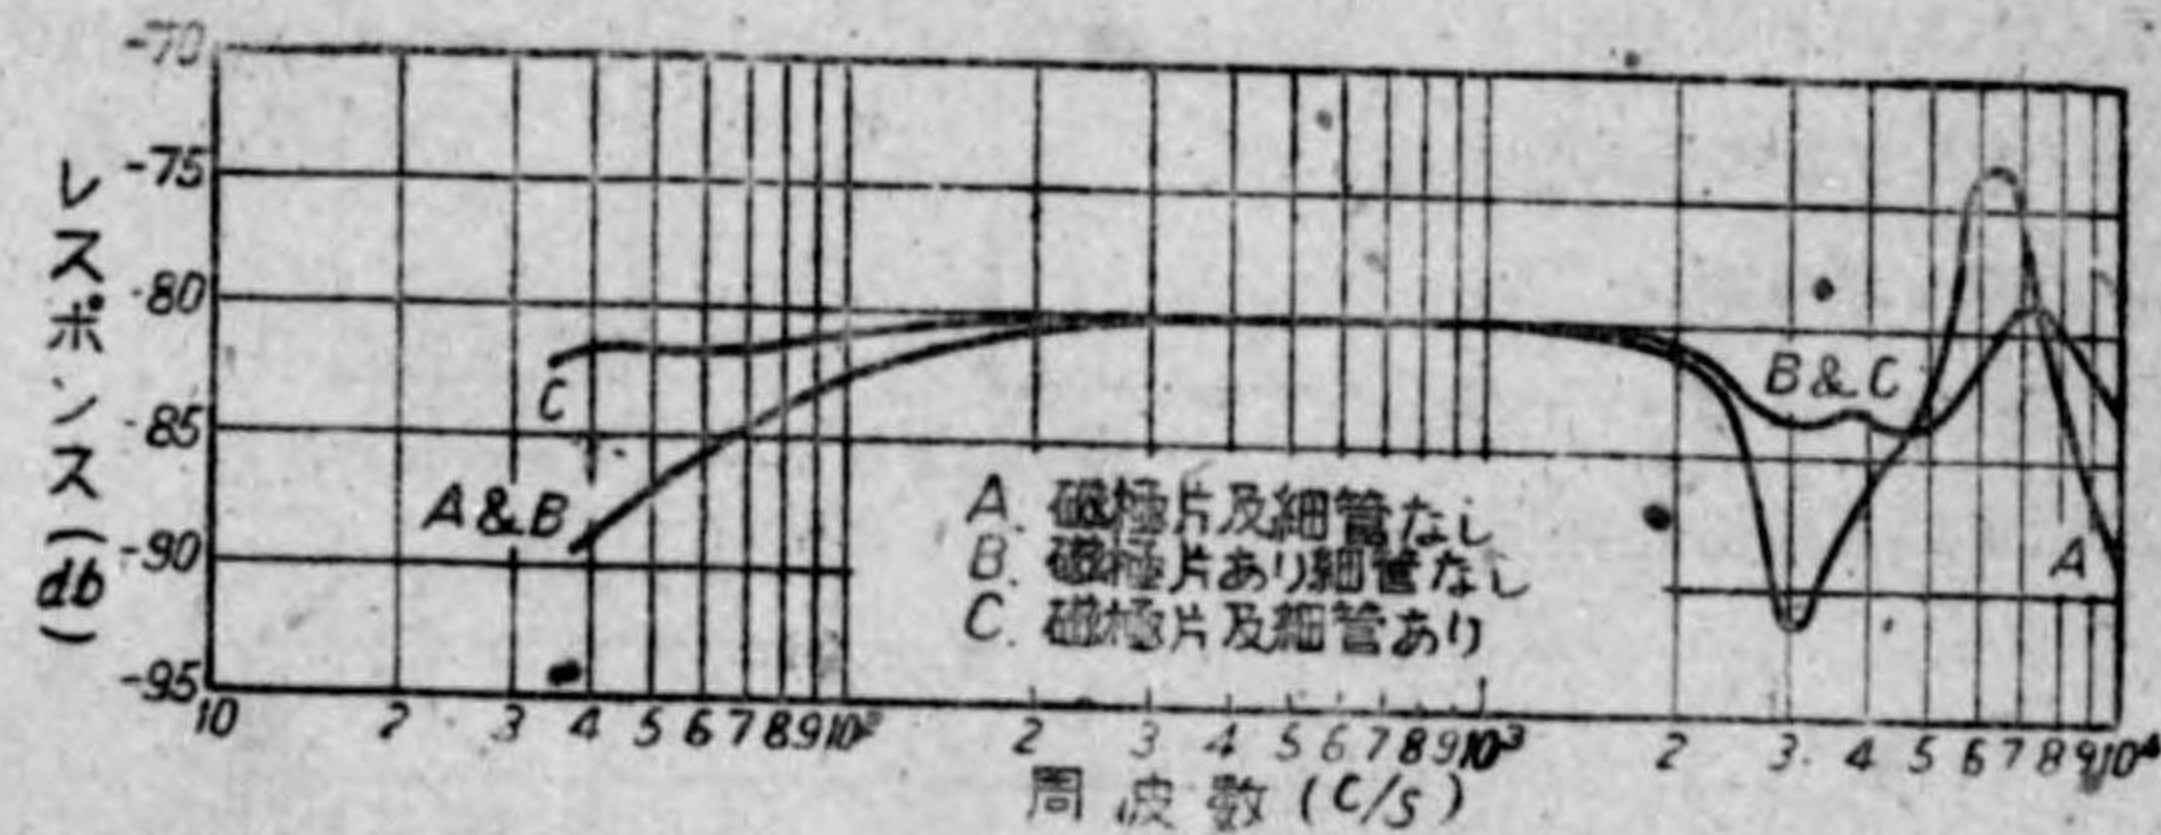 -70
-75
-80
-85
-90
-95
レスポンス(db)
C
A&B
B&C
A
A. 磁極片及細管なし
B. 磁極片あり細管なし
C. 磁極片及細管あり
10 2 3 4 5 6 7 8 9 10² 2 3 4 5 6 7 8 9 10³ 2 3 4 5 6 7 8 9 10⁴
周波数(C/S)